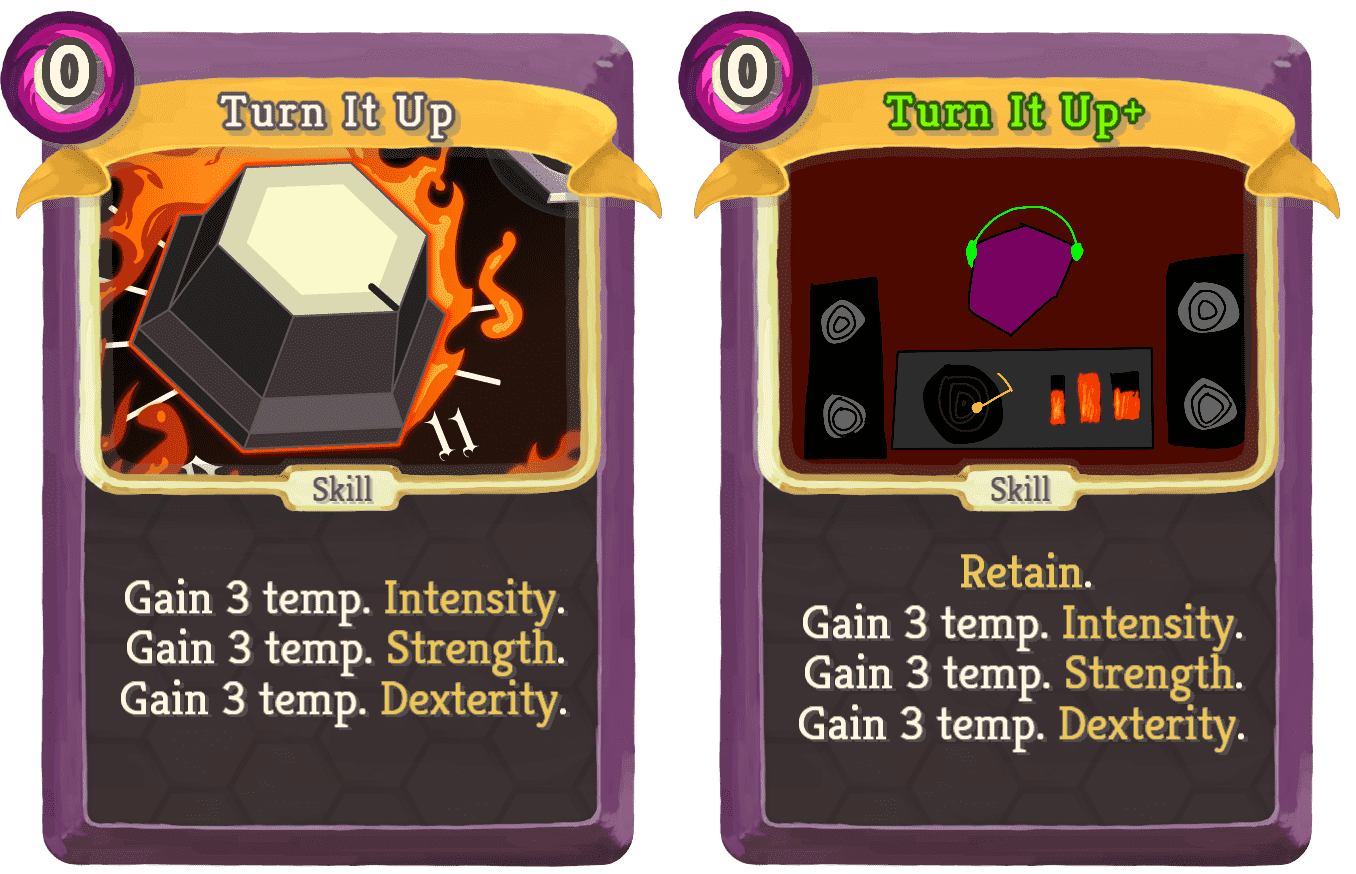 0
Turn It Up
11
Skill
Gain 3 temp. Intensity.
Gain 3 temp. Strength.
Gain 3 temp. Dexterity.
0
Turn It Up+
Skill
Retain.
Gain 3 temp. Intensity.
Gain 3 temp. Strength.
Gain 3 temp. Dexterity.